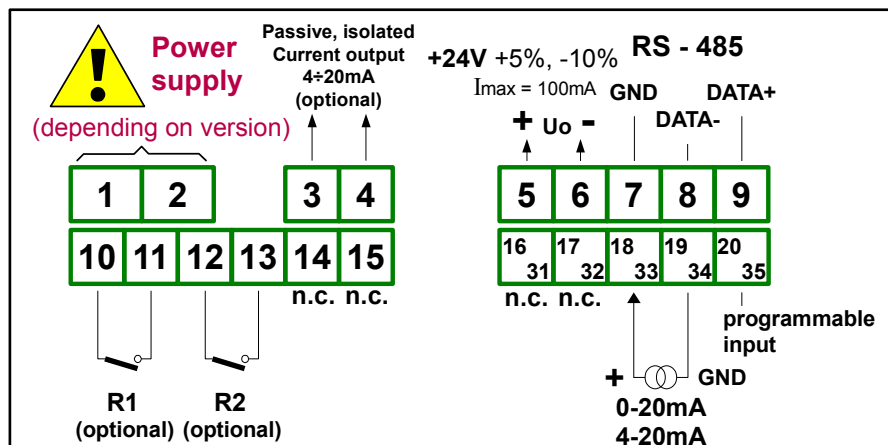 Power
supply
(depending on version)
Passive, isolated
Current output
4÷20mA
(optional)
+24V +5%, -10%
Imax = 100mA
RS - 485
GND
DATA-
DATA+
+ Uo -
1 2 3 4 5 6 7 8 9
10 11 12 13 14 15
16 17 18 19 20
31 32 33 34 35
n.c. n.c. n.c. n.c.
programmable
input
R1
(optional)
R2
(optional)
+ GND
0-20mA
4-20mA